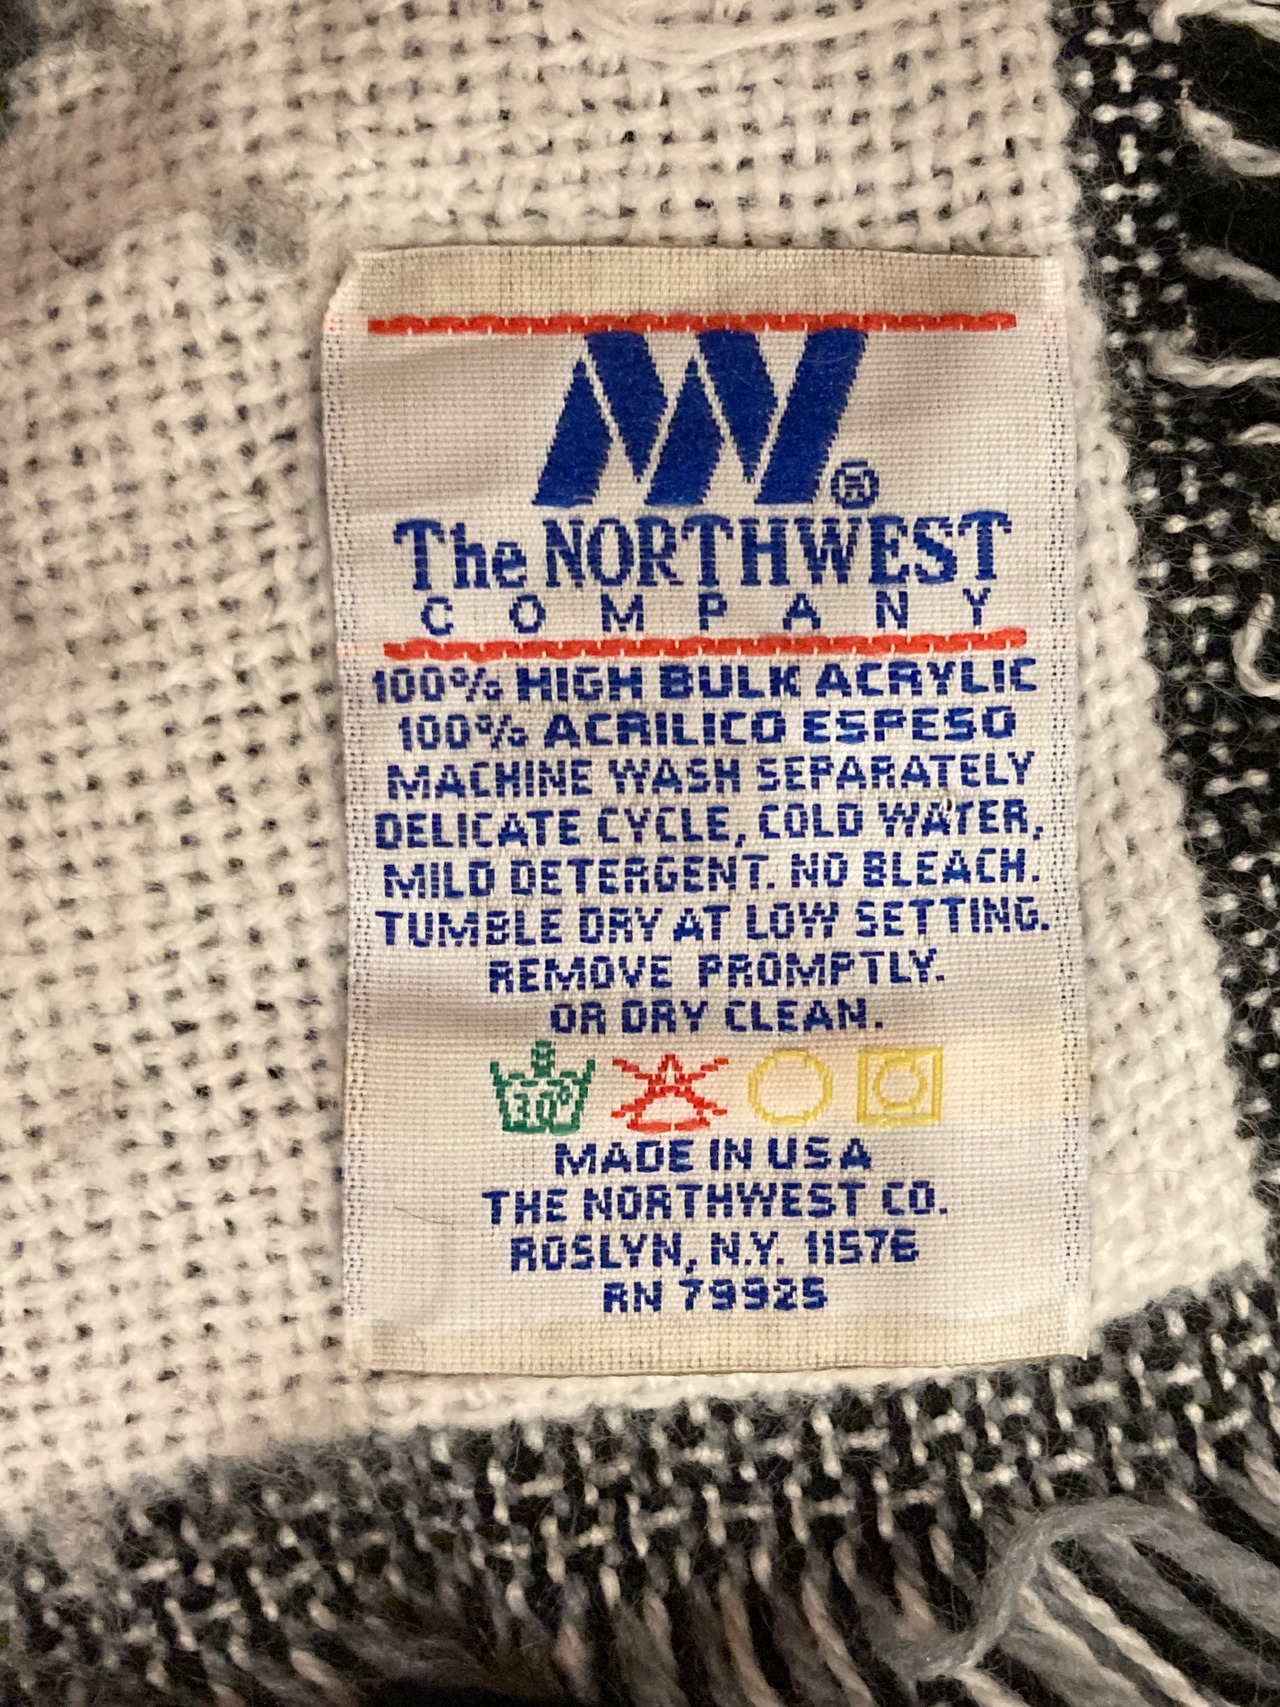 ®
The NORTHWEST
COMPANY
100% HIGH BULK ACRYLIC
100% ACRILICO ESPESO
MACHINE WASH SEPARATELY
DELICATE CYCLE, COLD WATER,
MILD DETERGENT. NO BLEACH.
TUMBLE DRY AT LOW SETTING.
REMOVE PROMPTLY.
OR DRY CLEAN.
30°
MADE IN USA
THE NORTHWEST CO.
ROSLYN, N.Y. 11576
RN 79925